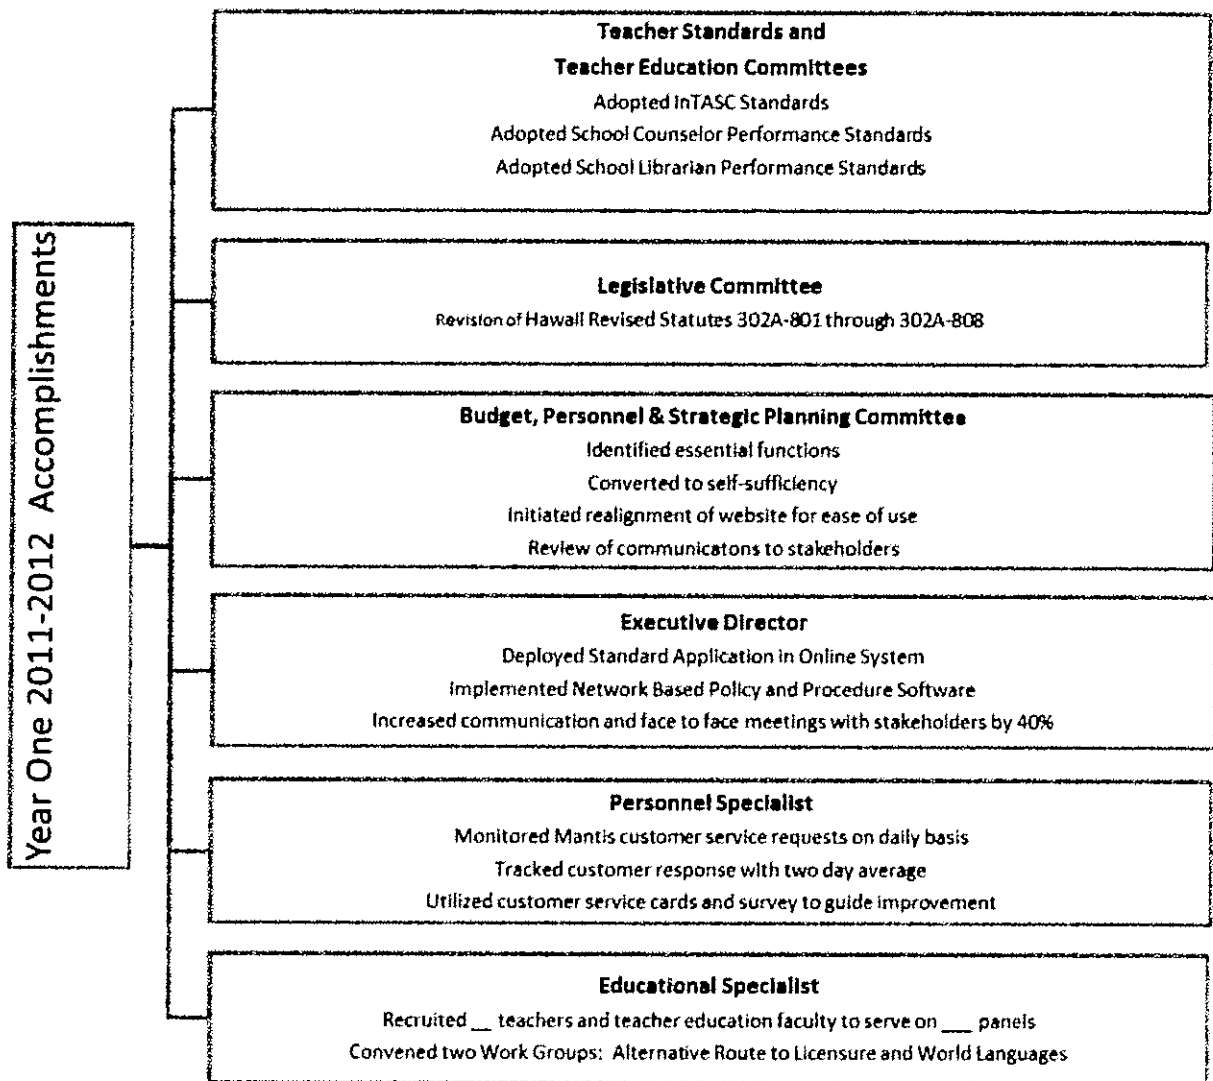 Year One 2011-2012 Accomplishments
Teacher Standards and
Teacher Education Committees
Adopted InTASC Standards
Adopted School Counselor Performance Standards
Adopted School Librarian Performance Standards
Legislative Committee
Revision of Hawaii Revised Statutes 302A-801 through 302A-808
Budget, Personnel & Strategic Planning Committee
Identified essential functions
Converted to self-sufficiency
Initiated realignment of website for ease of use
Review of communicatons to stakeholders
Executive Director
Deployed Standard Application in Online System
Implemented Network Based Policy and Procedure Software
Increased communication and face to face meetings with stakeholders by 40%
Personnel Specialist
Monitored Mantis customer service requests on daily basis
Tracked customer response with two day average
Utilized customer service cards and survey to guide improvement
Educational Specialist
Recruited __ teachers and teacher education faculty to serve on ___ panels
Convened two Work Groups: Alternative Route to Licensure and World Languages